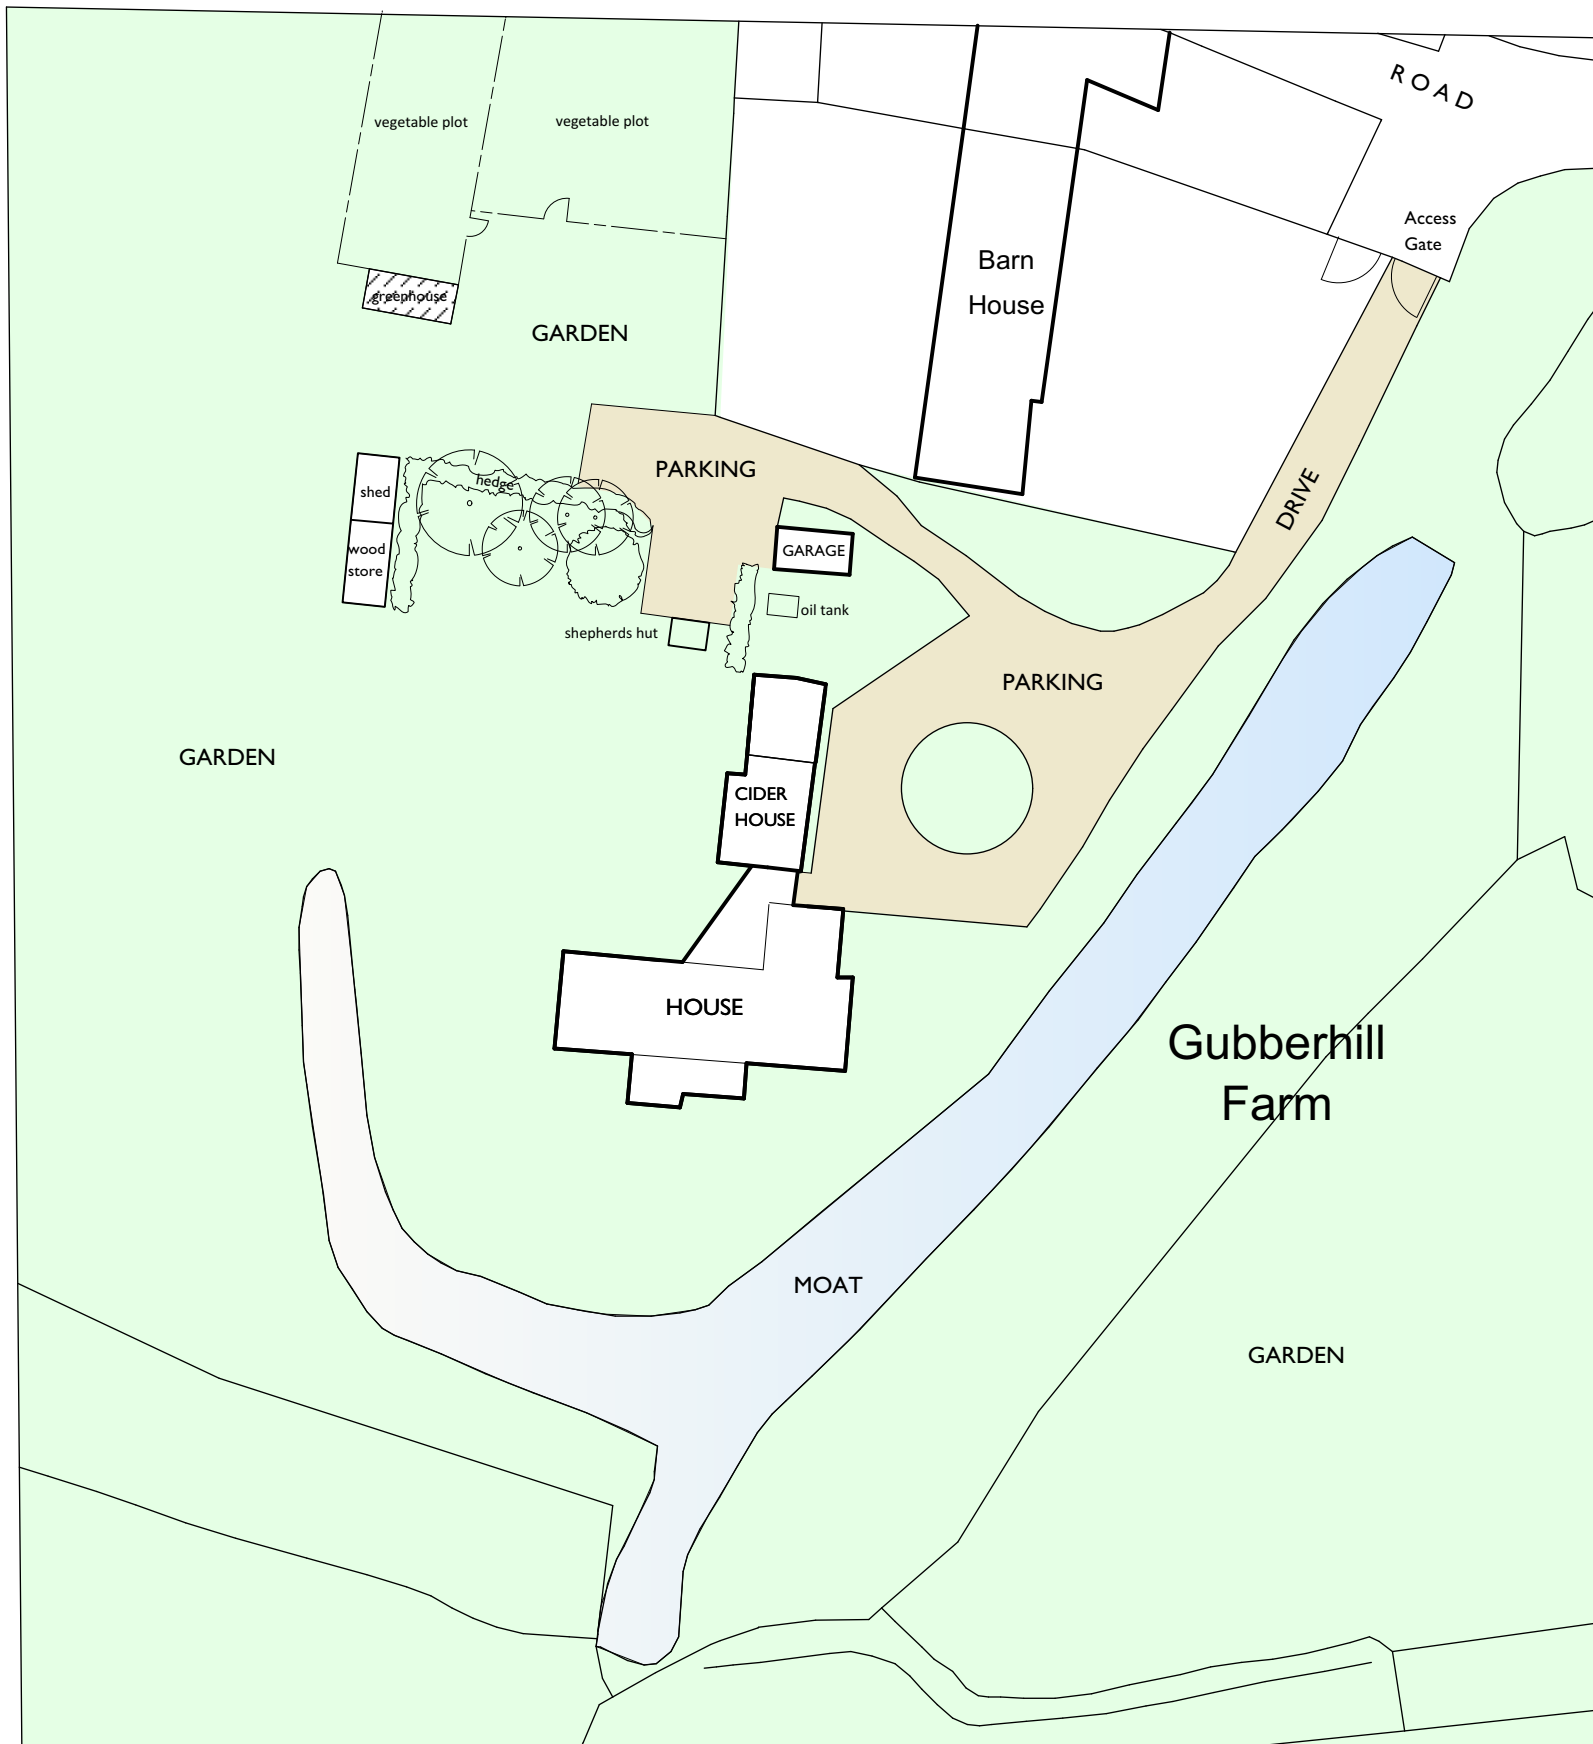 ROAD
vegetable plot
vegetable plot
Access
Gate
Barn
House
greenhouse
GARDEN
PARKING
hedge
shed
DRIVE
wood
store
GARAGE
oil tank
shepherds hut
PARKING
GARDEN
CIDER
HOUSE
HOUSE
Gubberhill
Farm
MOAT
GARDEN